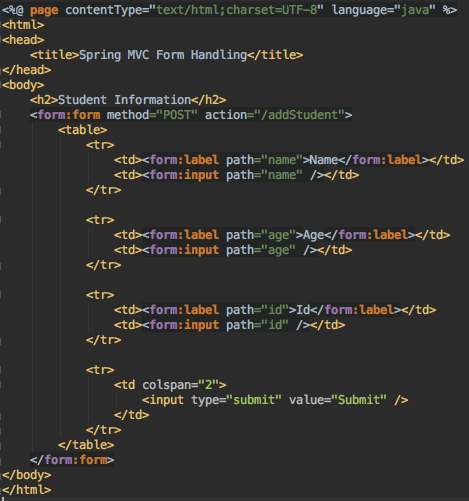 <%@ page contentType="text/html;charset=UTF-8" language="java" %>
<html>
<head>
    <title>Spring MVC Form Handling</title>
</head>
<body>
    <h2>Student Information</h2>
    <form:form method="POST" action="/addStudent">
        <table>
            <tr>
                <td><form:label path="name">Name</form:label></td>
                <td><form:input path="name" /></td>
            </tr>

            <tr>
                <td><form:label path="age">Age</form:label></td>
                <td><form:input path="age" /></td>
            </tr>

            <tr>
                <td><form:label path="id">Id</form:label></td>
                <td><form:input path="id" /></td>
            </tr>

            <tr>
                <td colspan="2">
                    <input type="submit" value="Submit" />
                </td>
            </tr>
        </table>
    </form:form>
</body>
</html>